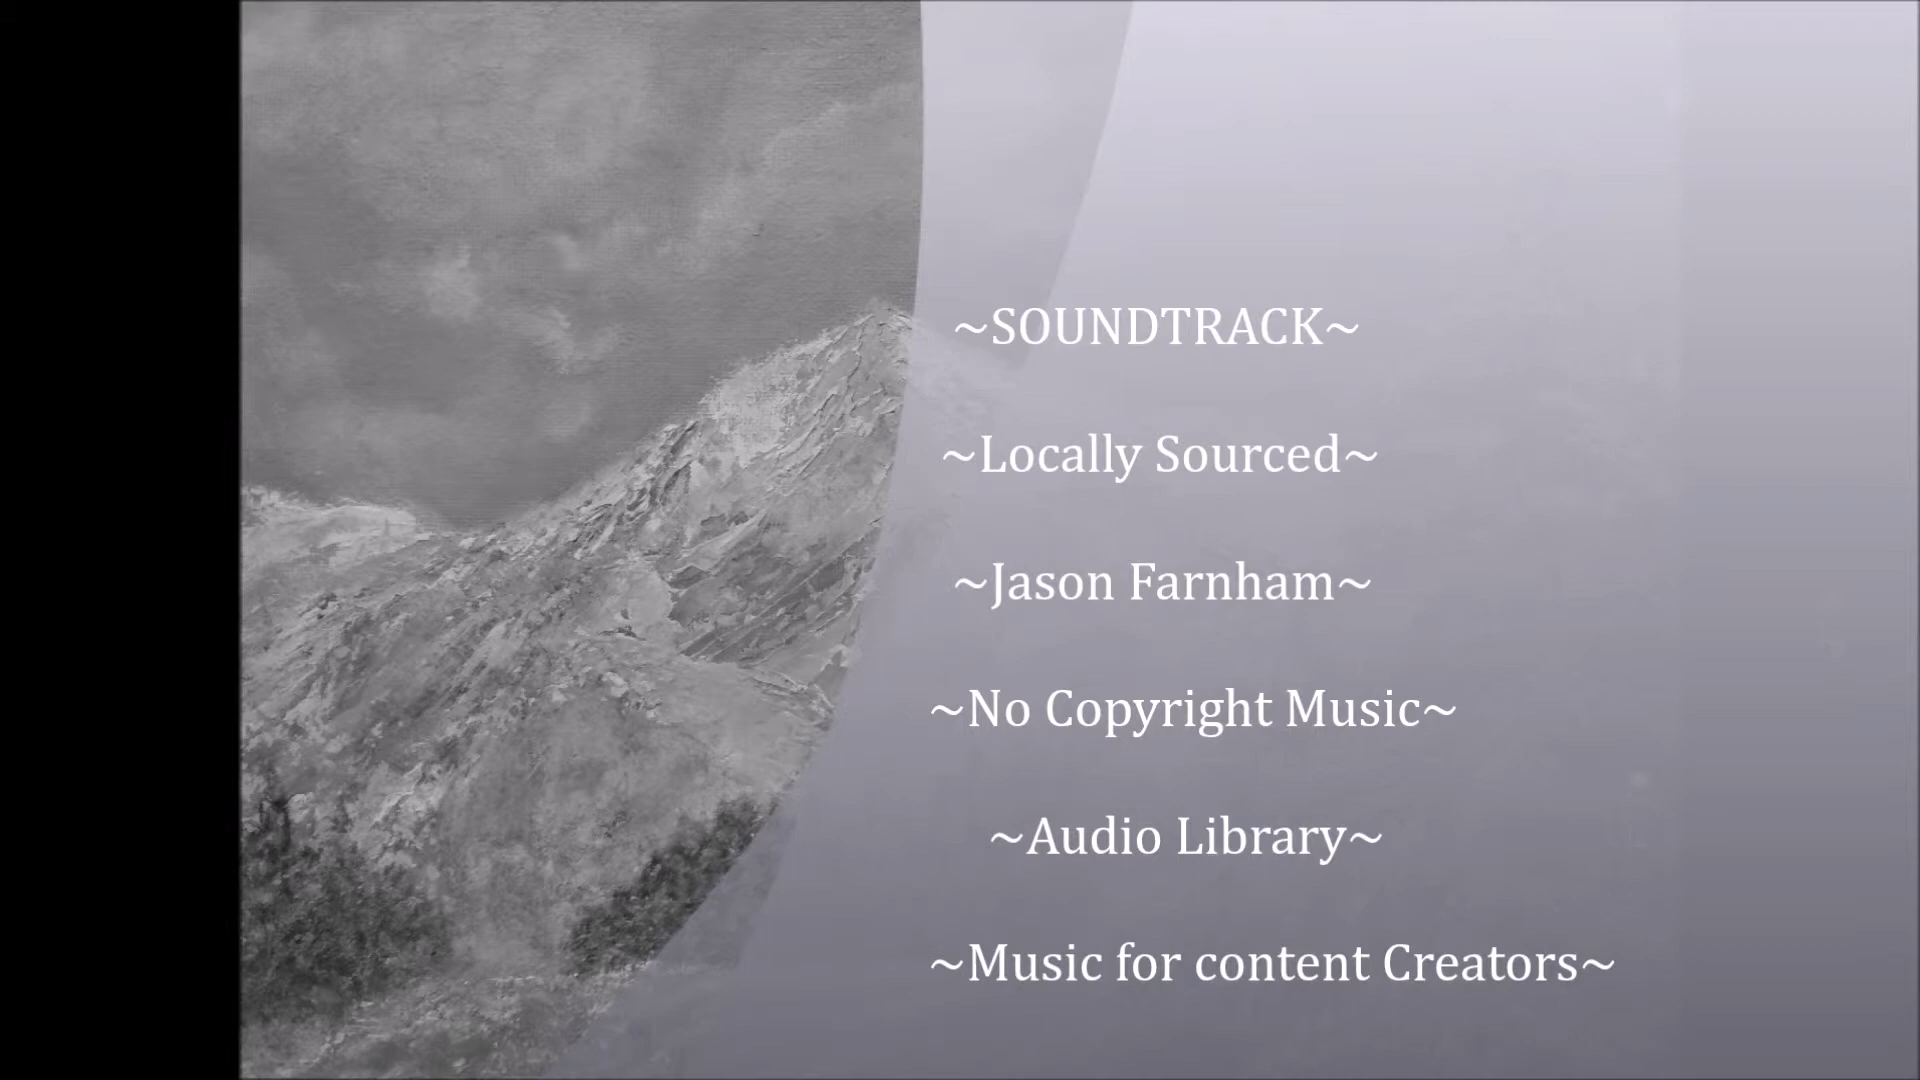 ~SOUNDTRACK~
~Locally Sourced~
~Jason Farnham~
~No Copyright Music~
~Audio Library~
~Music for content Creators~